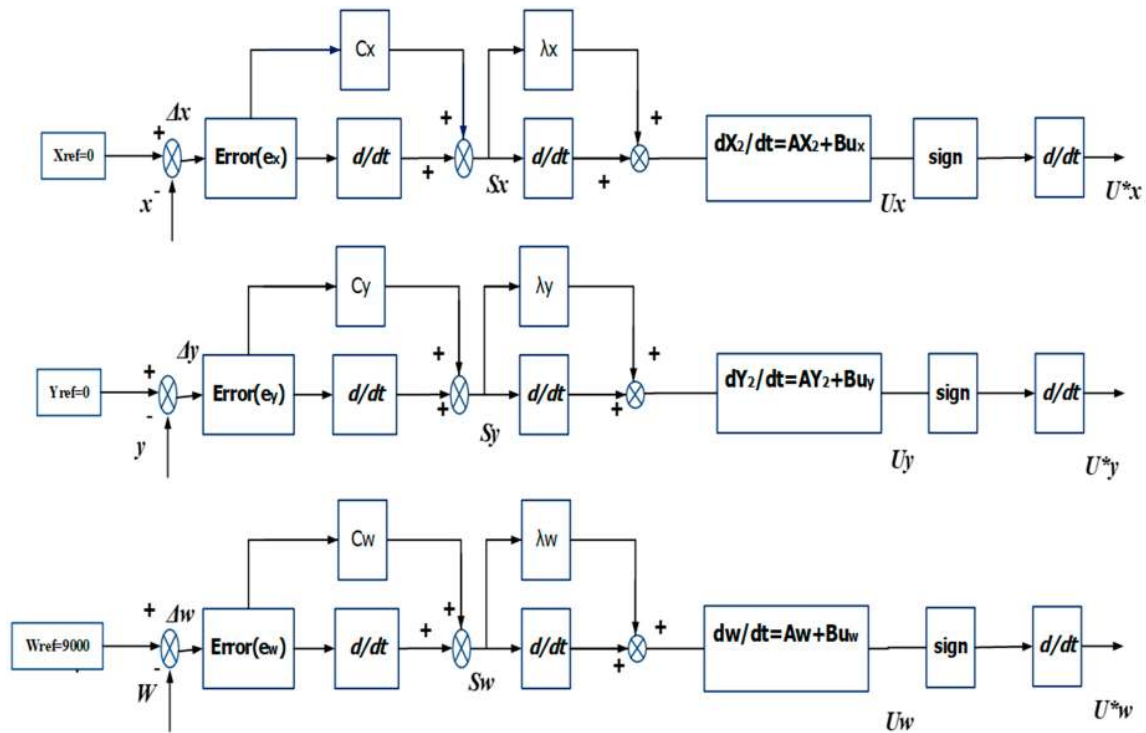 Cx
λx
Δx
+
+
+
+
Xref=0
Error(ex)
d/dt
d/dt
dX₂/dt=AX₂+Buₓ
sign
d/dt
+
+
x
-
Sx
Ux
U*x
Cy
λy
Δy
+
+
+
Yref=0
Error(ey)
d/dt
d/dt
dY₂/dt=AY₂+Buy
sign
d/dt
+
+
-
y
Sy
Uy
U*y
Cw
λw
+
Δw
+
+
+
Wref=9000
Error(ew)
d/dt
d/dt
dw/dt=Aw+Buw
sign
d/dt
+
-
W
Sw
Uw
U*w